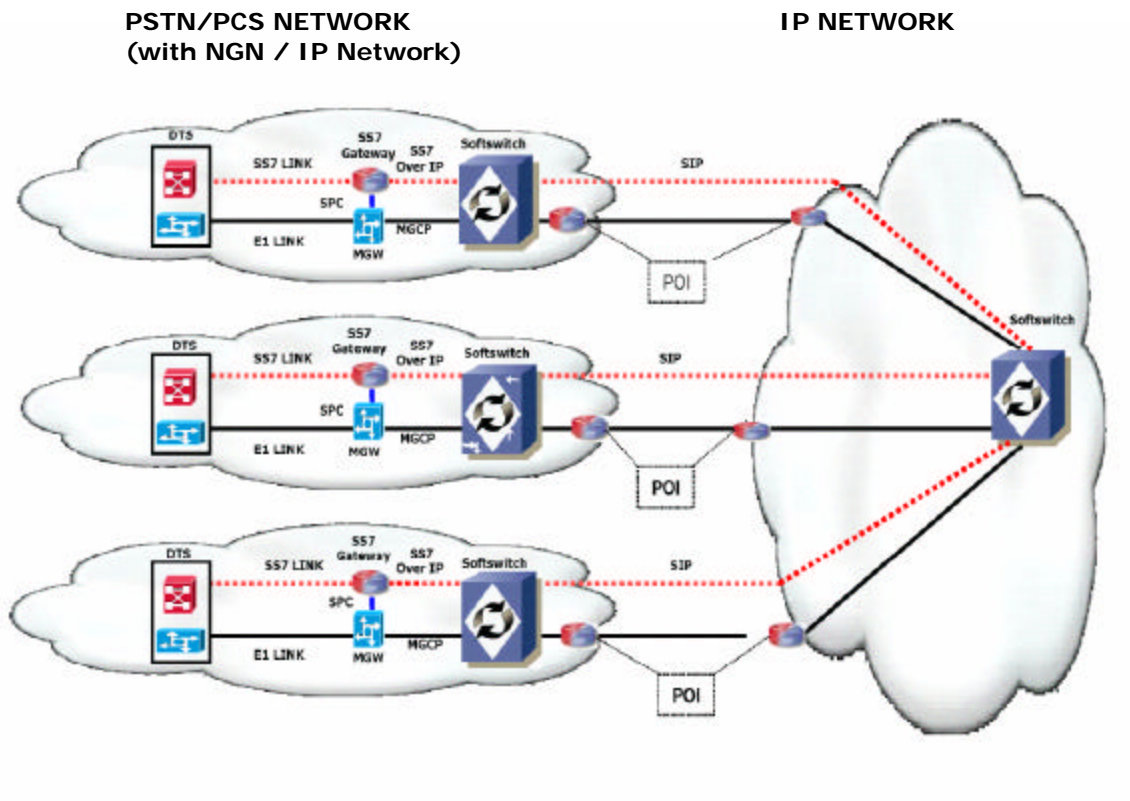 PSTN/PCS NETWORK
(with NGN / IP Network)
IP NETWORK
DTS
SS7 LINK
SS7
Gateway
SS7
Over IP
Softswitch
SIP
SPC
E1 LINK
MGW
MGCP
POI
Softswitch
DTS
SS7 LINK
SS7
Gateway
SS7
Over IP
Softswitch
SIP
SPC
E1 LINK
MGW
MGCP
POI
DTS
SS7 LINK
SS7
Gateway
SS7
Over IP
Softswitch
SIP
SPC
E1 LINK
MGW
MGCP
POI